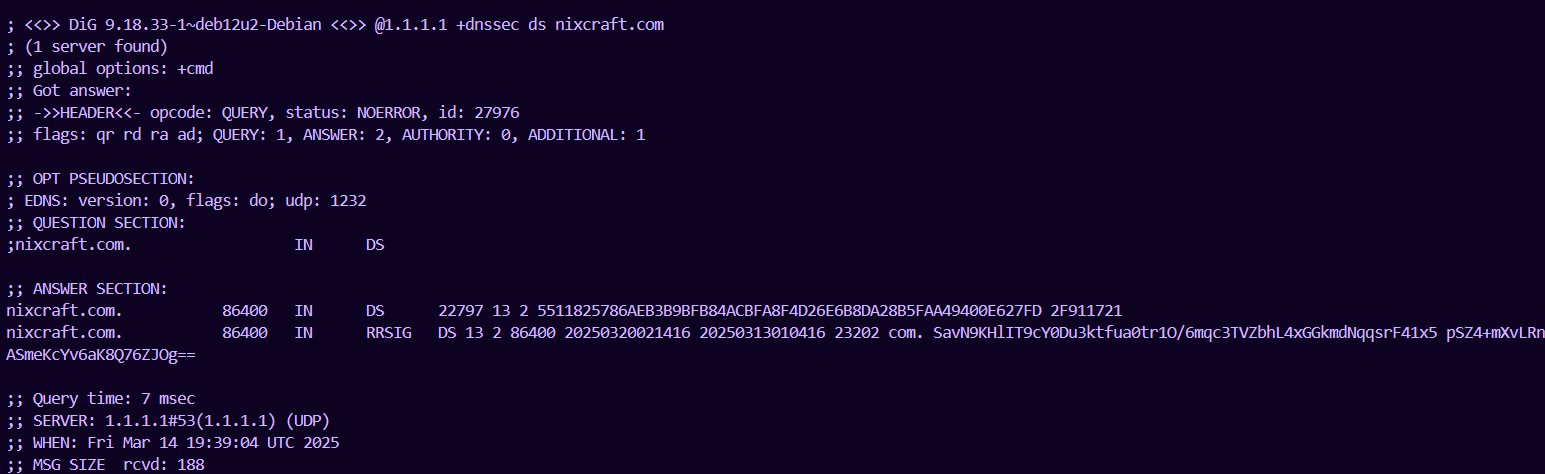 ; <<>> DiG 9.18.33-1~deb12u2-Debian <<>> @1.1.1.1 +dnssec ds nixcraft.com
; (1 server found)
;; global options: +cmd
;; Got answer:
;; ->>HEADER<<- opcode: QUERY, status: NOERROR, id: 27976
;; flags: qr rd ra ad; QUERY: 1, ANSWER: 2, AUTHORITY: 0, ADDITIONAL: 1
;; OPT PSEUDOSECTION:
; EDNS: version: 0, flags: do; udp: 1232
;; QUESTION SECTION:
;nixcraft.com. IN DS
;; ANSWER SECTION:
nixcraft.com. 86400 IN DS 22797 13 2 5511825786AEB3B9BFB84ACBFA8F4D26E6B8DA28B5FAA49400E627FD 2F911721
nixcraft.com. 86400 IN RRSIG DS 13 2 86400 20250320021416 20250313010416 23202 com. SavN9KHlIT9cY0Du3ktfua0tr1O/6mqc3TVZbhL4xGGkmdNqqsrF41x5 pSZ4+mXvLRn
ASmeKcYv6aK8Q76ZJOg==
;; Query time: 7 msec
;; SERVER: 1.1.1.1#53(1.1.1.1) (UDP)
;; WHEN: Fri Mar 14 19:39:04 UTC 2025
;; MSG SIZE rcvd: 188